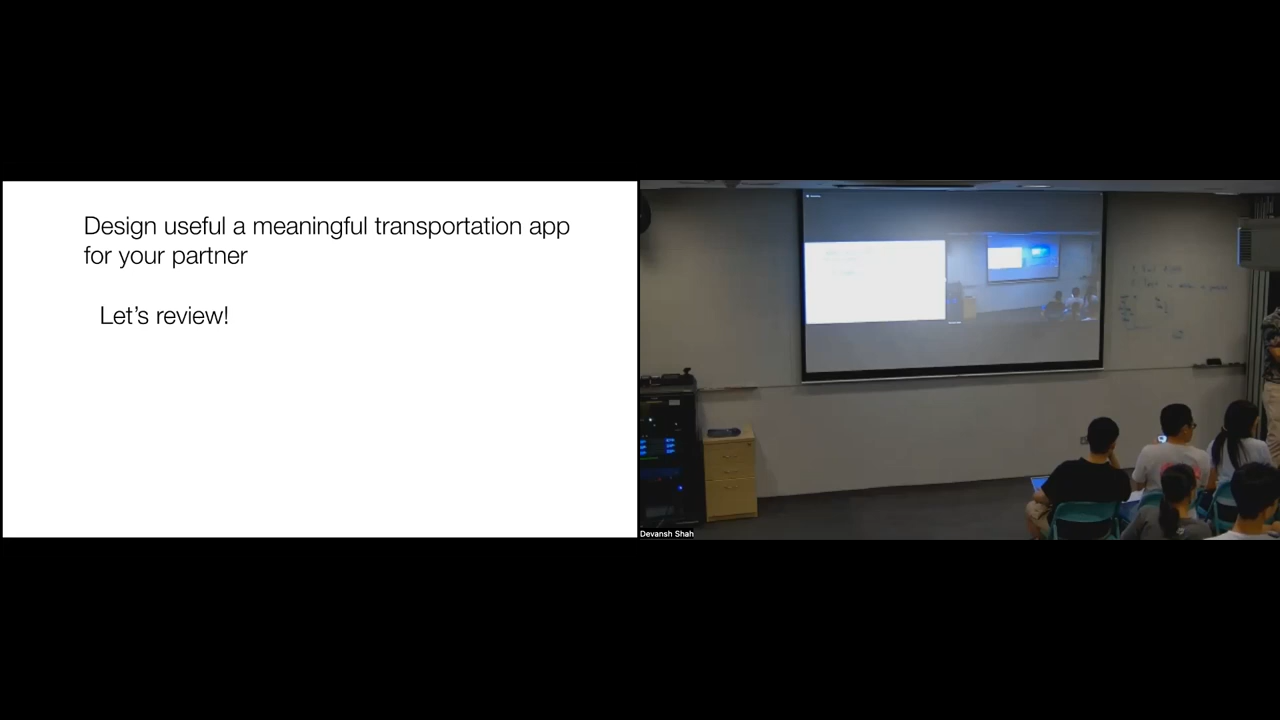 Design useful a meaningful transportation app
for your partner
Let's review!
Devansh Shah